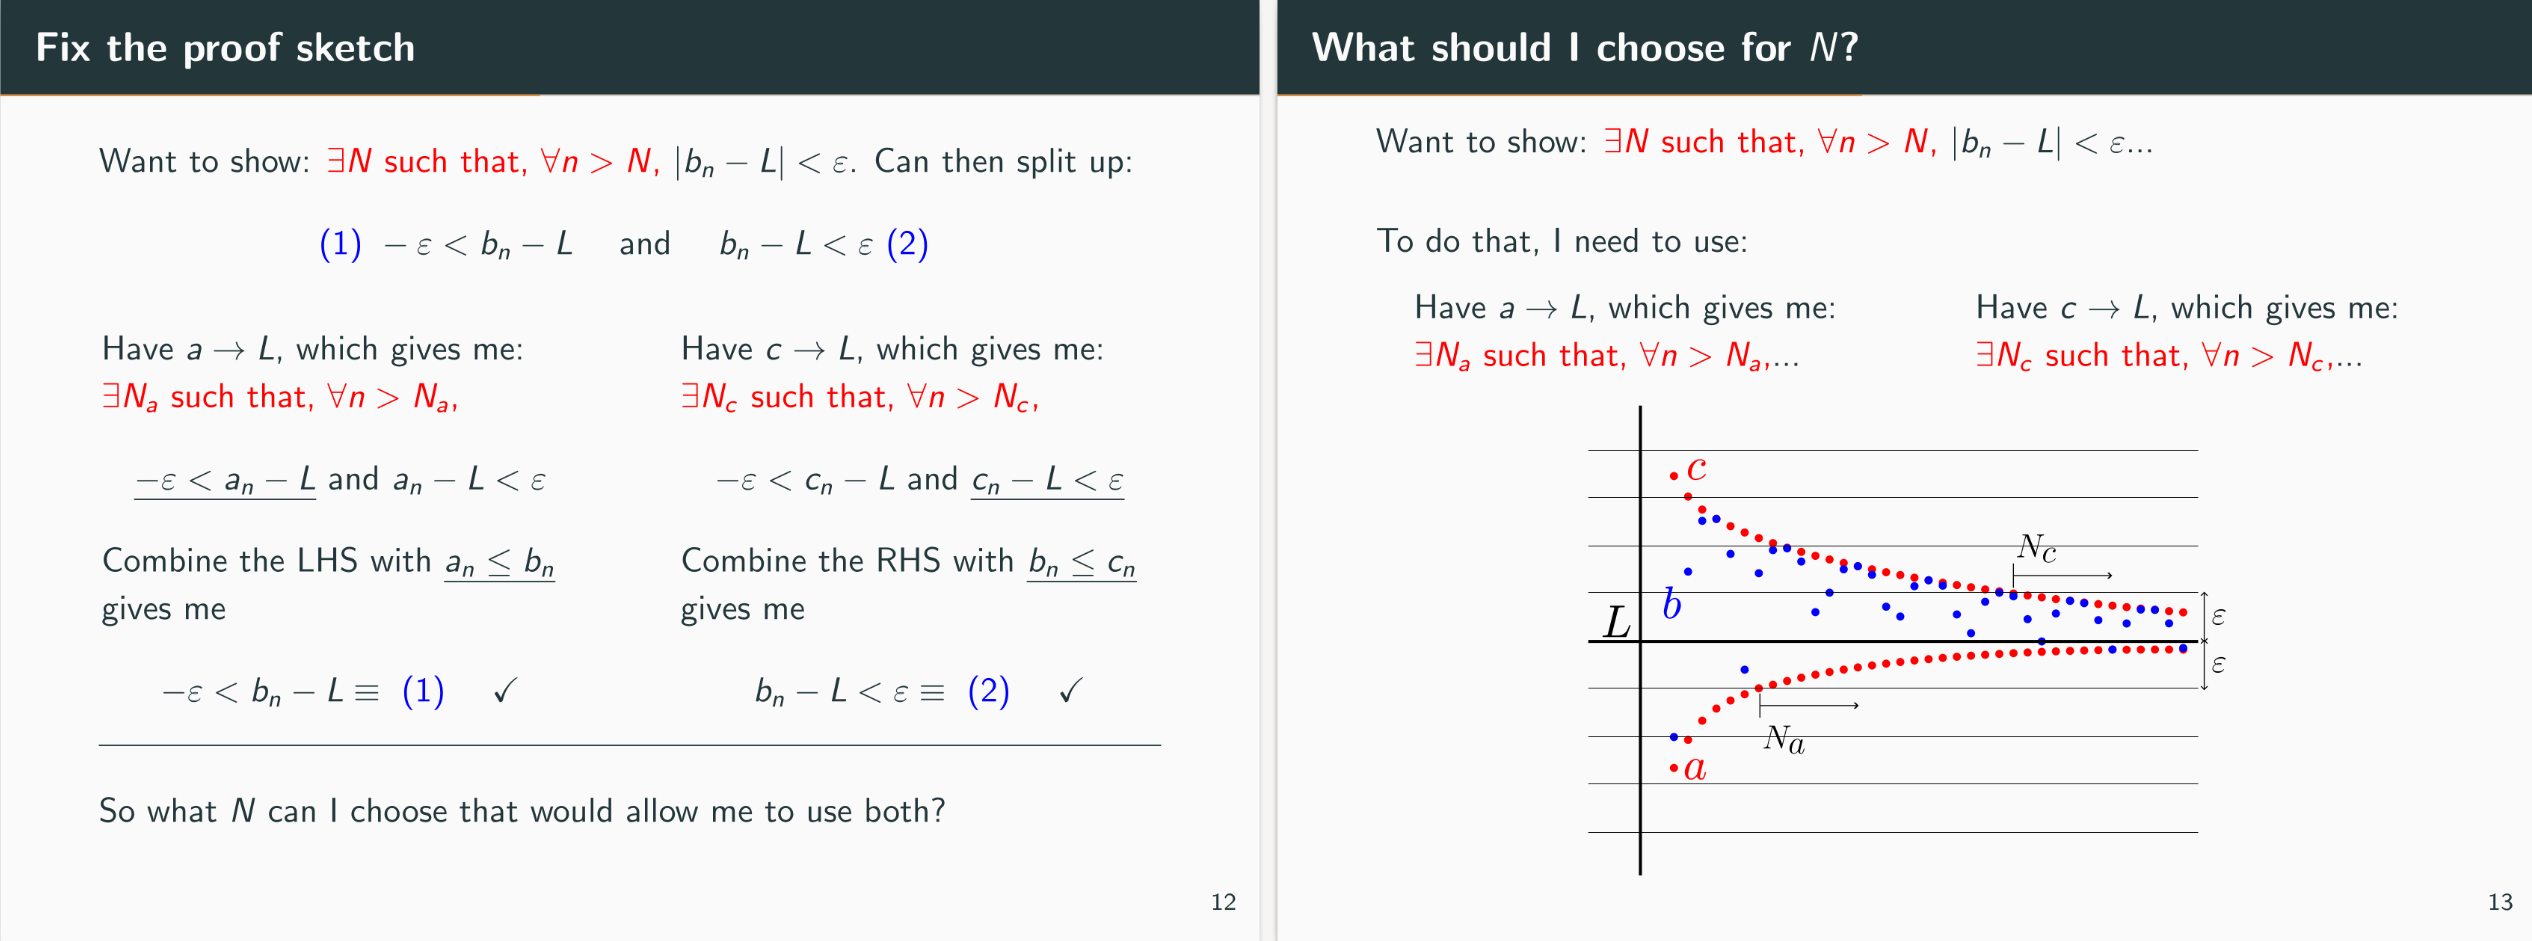 Fix the proof sketch
Want to show: ∃N such that, ∀n > N, |bₙ − L| < ε. Can then split up:
(1) − ε < bₙ − L and bₙ − L < ε (2)
Have a → L, which gives me:
∃Nₐ such that, ∀n > Nₐ,
−ε < aₙ − L and aₙ − L < ε
Combine the LHS with aₙ ≤ bₙ
gives me
−ε < bₙ − L ≡ (1) ✓
Have c → L, which gives me:
∃N_c such that, ∀n > N_c,
−ε < cₙ − L and cₙ − L < ε
Combine the RHS with bₙ ≤ cₙ
gives me
bₙ − L < ε ≡ (2) ✓
So what N can I choose that would allow me to use both?
12
What should I choose for N?
Want to show: ∃N such that, ∀n > N, |bₙ − L| < ε...
To do that, I need to use:
Have a → L, which gives me:
∃Nₐ such that, ∀n > Nₐ,...
Have c → L, which gives me:
∃N_c such that, ∀n > N_c,...
c
N_c
b
L
ε
ε
Nₐ
a
13